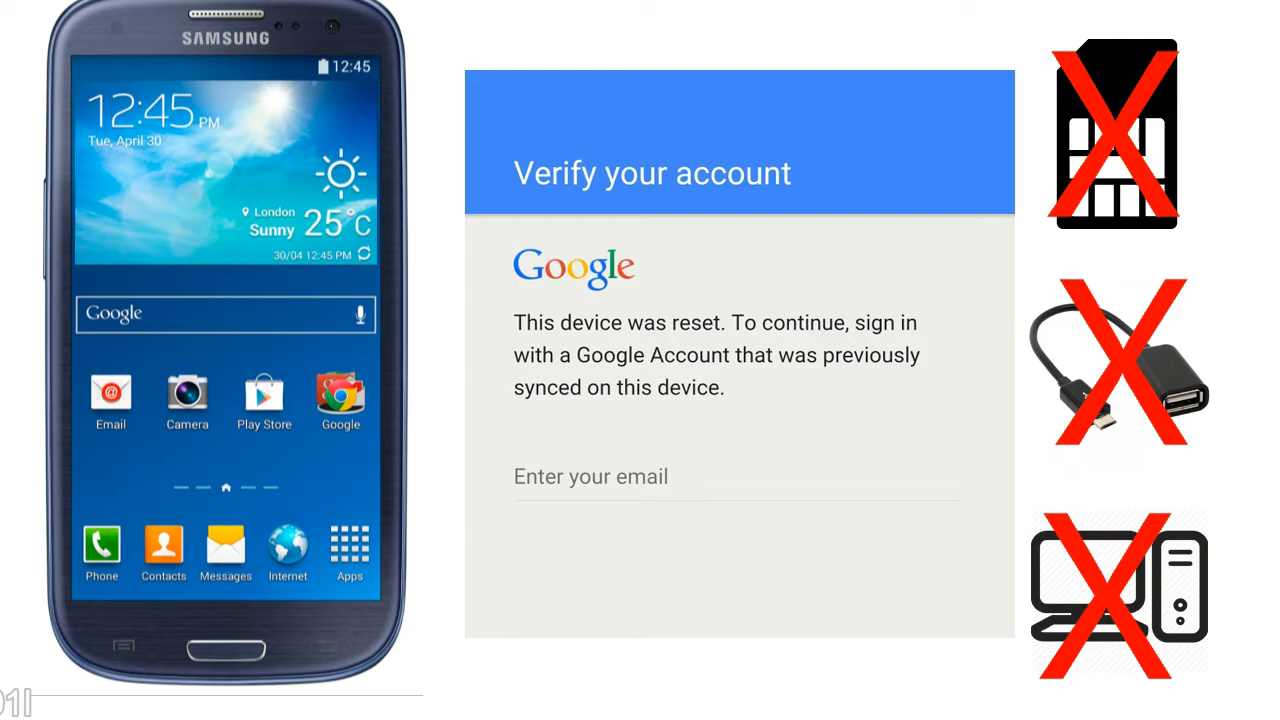 SAMSUNG
12:45
12:45 PM
Tue, April 30
London
Sunny 25°C
30/04 12:45 PM
Google
Email Camera Play Store Google
Phone Contacts Messages Internet Apps
Verify your account
Google
This device was reset. To continue, sign in
with a Google Account that was previously
synced on this device.
Enter your email